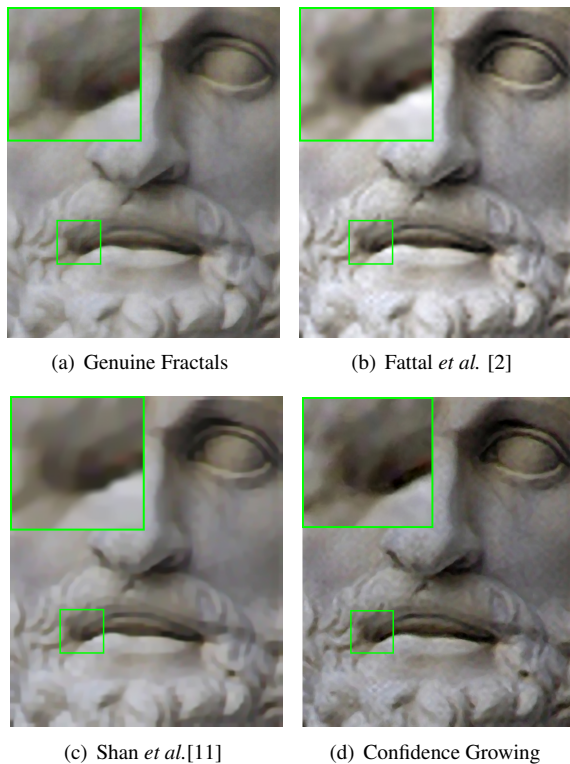 (a) Genuine Fractals
(b) Fattal et al. [2]
(c) Shan et al.[11]
(d) Confidence Growing